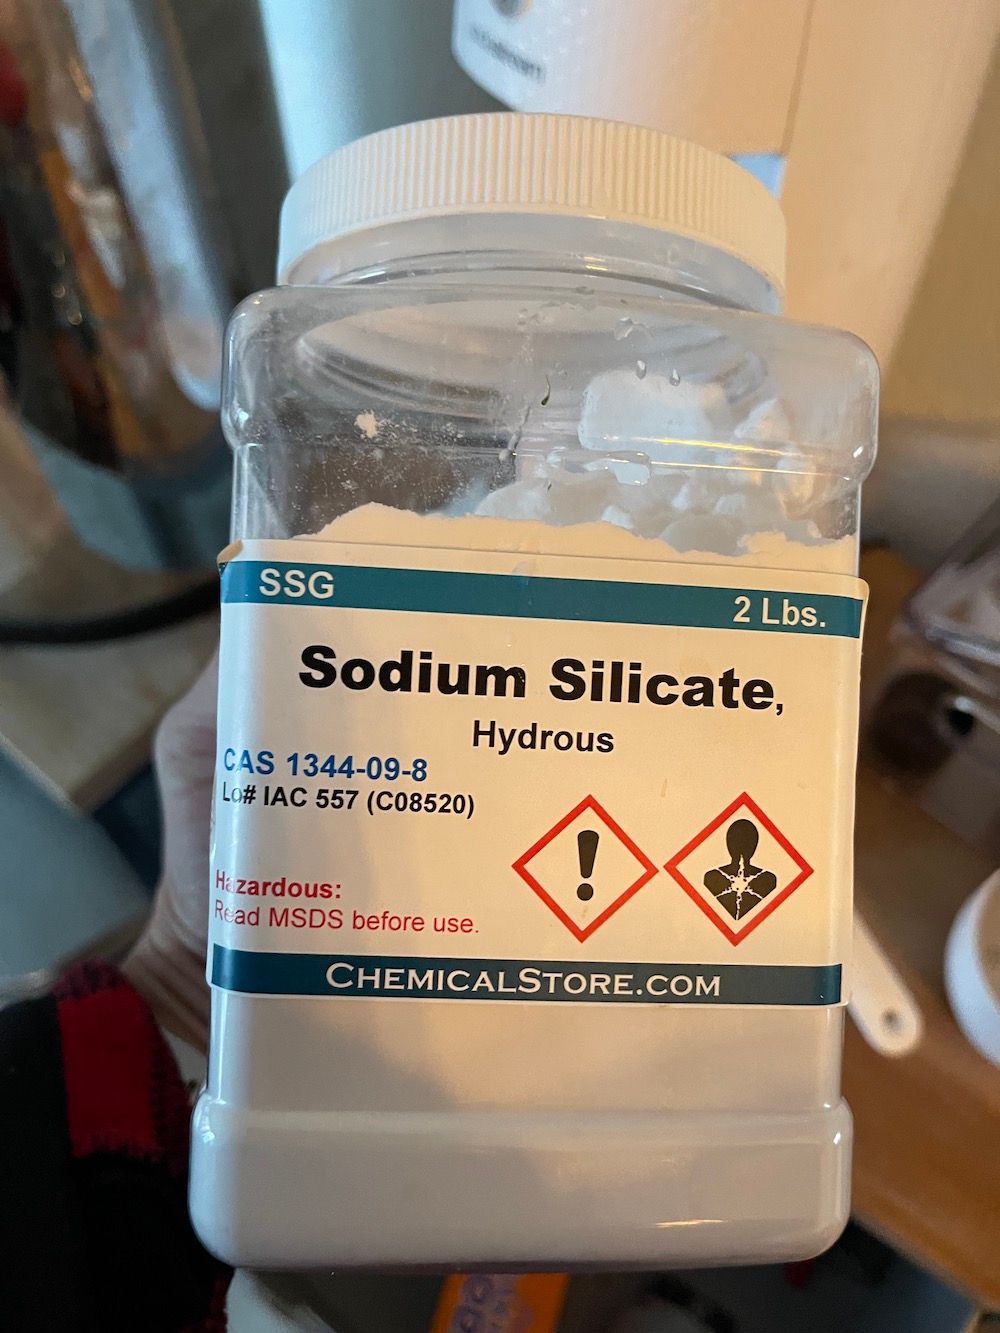 SSG
2 Lbs.
Sodium Silicate,
Hydrous
CAS 1344-09-8
Lo# IAC 557 (C08520)
Hazardous:
Read MSDS before use.
CHEMICALSTORE.COM